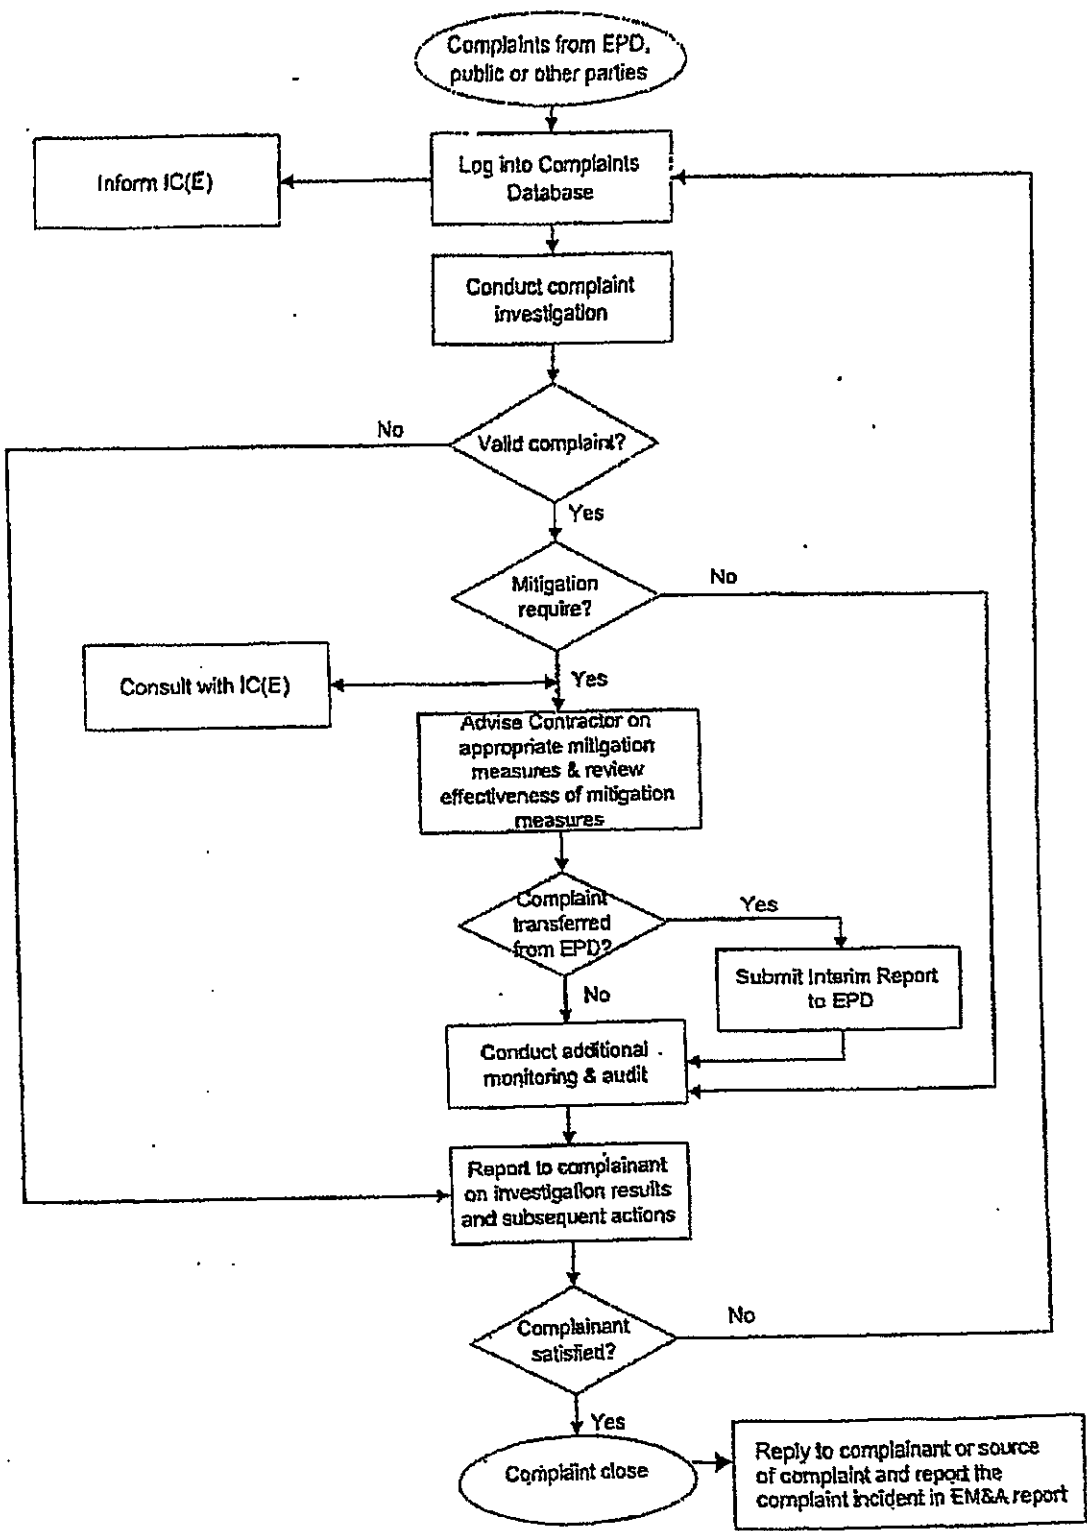 Complaints from EPD,
public or other parties
Inform IC(E)
Log into Complaints
Database
Conduct complaint
investigation
No
Valid complaint?
Yes
Mitigation
require?
No
Yes
Consult with IC(E)
Advise Contractor on
appropriate mitigation
measures & review
effectiveness of mitigation
measures
Complaint
transferred
from EPD?
Yes
No
Submit Interim Report
to EPD
Conduct additional
monitoring & audit
Report to complainant
on investigation results
and subsequent actions
Complainant
satisfied?
No
Yes
Complaint close
Reply to complainant or source
of complaint and report the
complaint incident in EM&A report